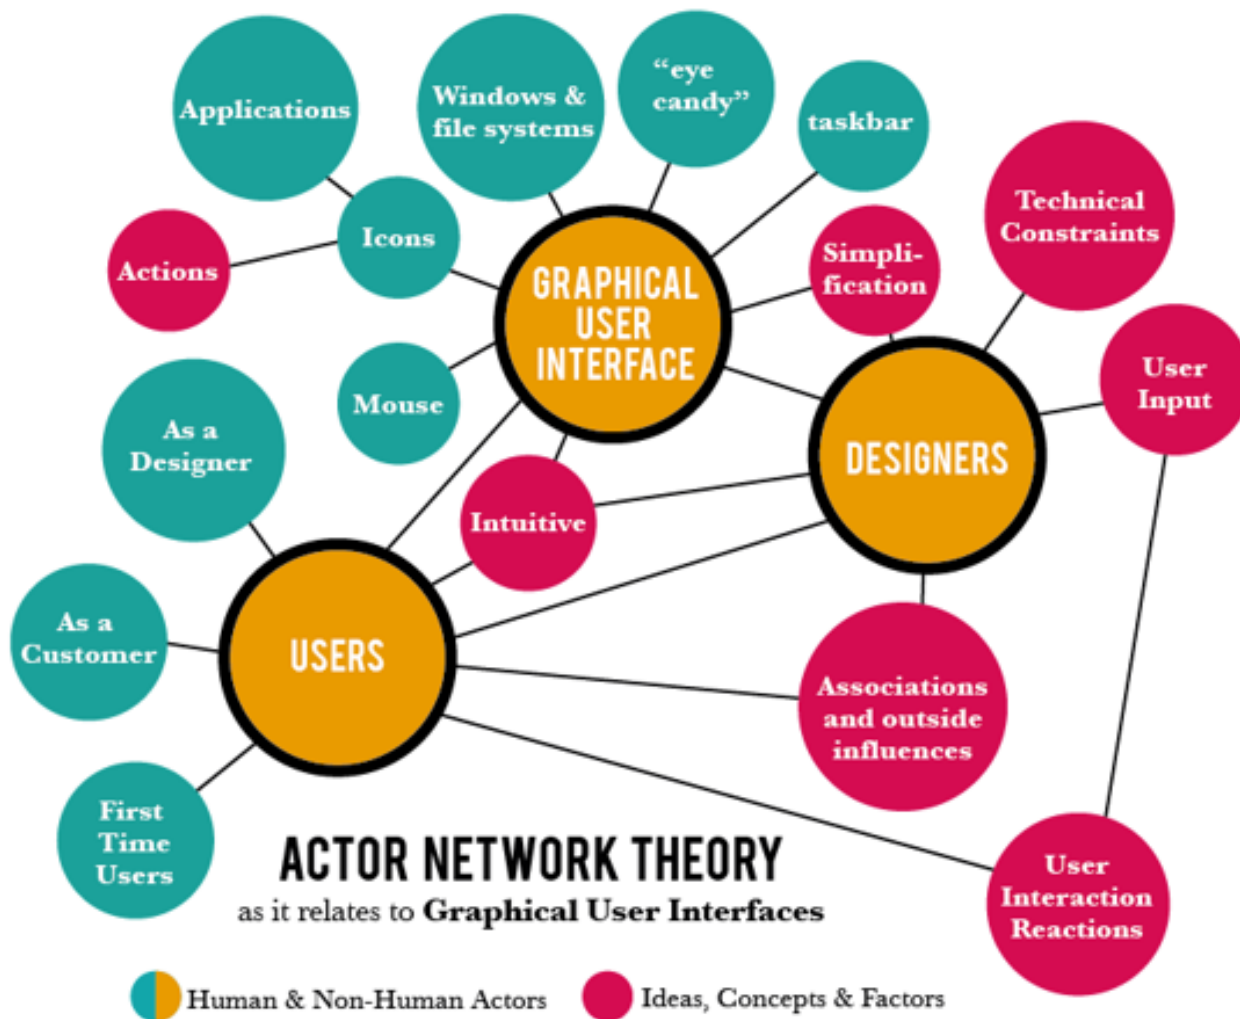 Applications
Windows &
file systems
“eye
candy”
taskbar
Technical
Constraints
Icons
Actions
Simpli-
fication
GRAPHICAL
USER
INTERFACE
User
Input
Mouse
As a
Designer
DESIGNERS
Intuitive
As a
Customer
USERS
Associations
and outside
influences
First
Time
Users
User
Interaction
Reactions
ACTOR NETWORK THEORY
as it relates to Graphical User Interfaces
Human & Non-Human Actors
Ideas, Concepts & Factors